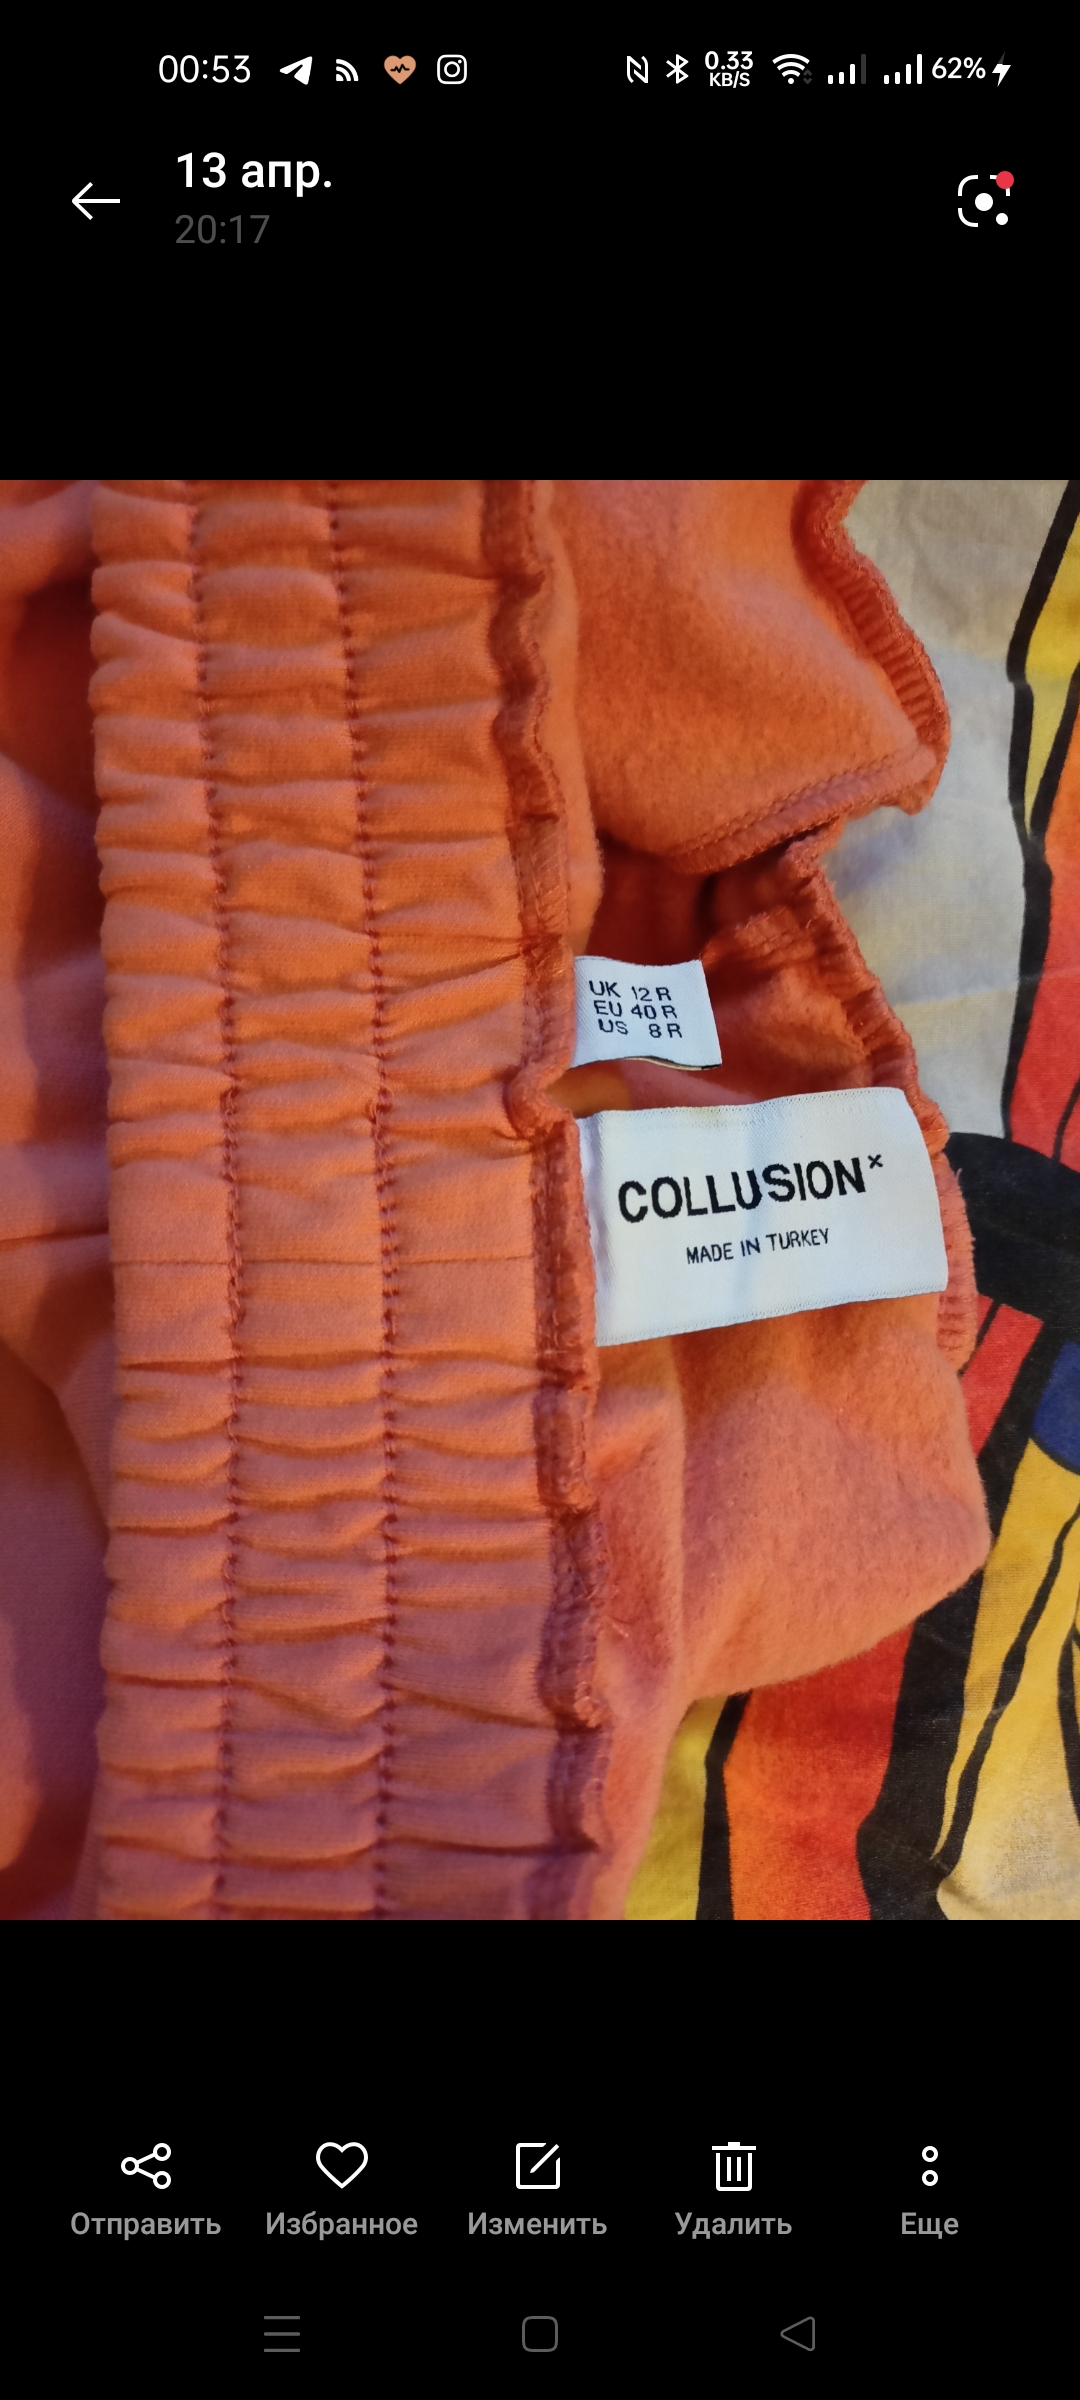 00:53
0.33
KB/S
62%
13 апр.
20:17
UK 12 R
EU 40 R
US 8 R
COLLUSION×
MADE IN TURKEY
Отправить
Избранное
Изменить
Удалить
Еще